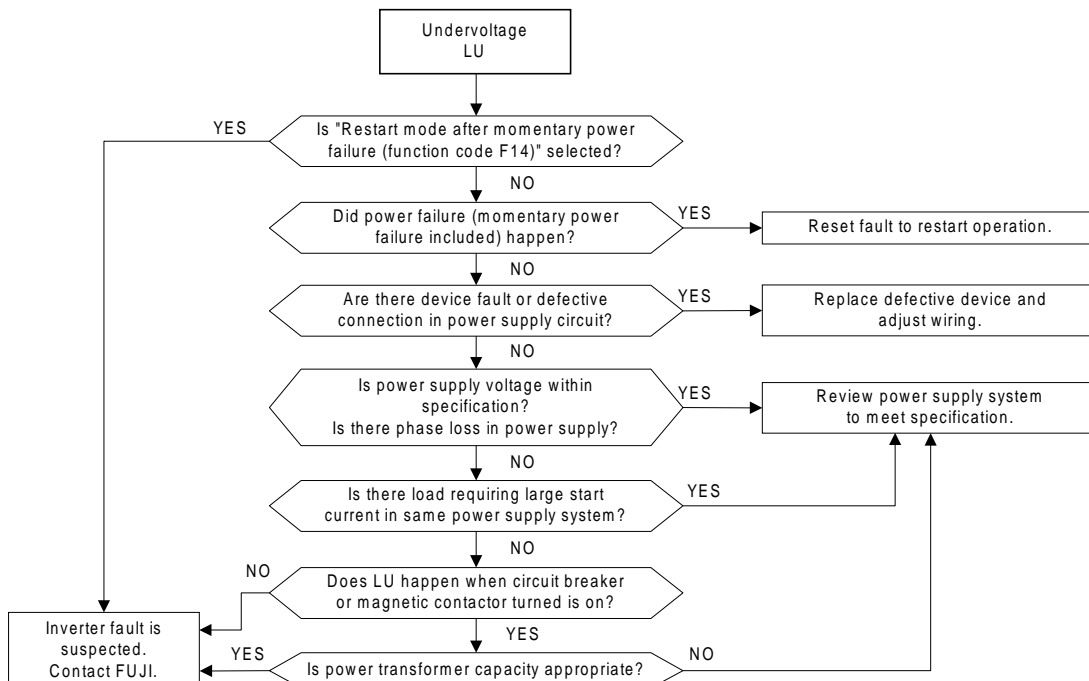 Undervoltage
LU
YES
Is "Restart mode after momentary power
failure (function code F14)" selected?
NO
Did power failure (momentary power
failure included) happen?
YES
Reset fault to restart operation.
NO
Are there device fault or defective
connection in power supply circuit?
YES
Replace defective device and
adjust wiring.
NO
Is power supply voltage within
specification?
Is there phase loss in power supply?
YES
Review power supply system
to meet specification.
NO
Is there load requiring large start
current in same power supply system?
YES
NO
NO
Does LU happen when circuit breaker
or magnetic contactor turned is on?
Inverter fault is
suspected.
Contact FUJI.
YES
YES
Is power transformer capacity appropriate?
NO